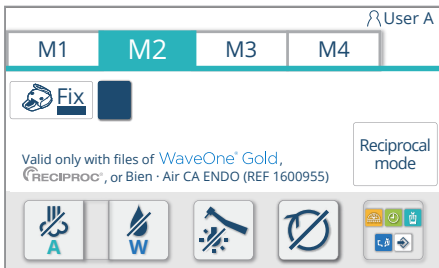 User A
M1 M2 M3 M4
Fix
Reciprocal
mode
Valid only with files of WaveOne® Gold,
RECIPROC®, or Bien · Air CA ENDO (REF 1600955)
A W